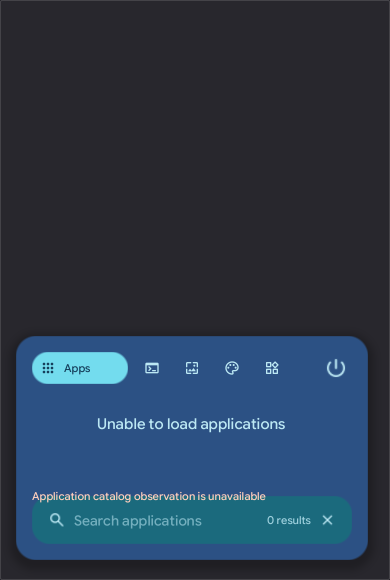 Apps
Unable to load applications
Application catalog observation is unavailable
Search applications 0 results